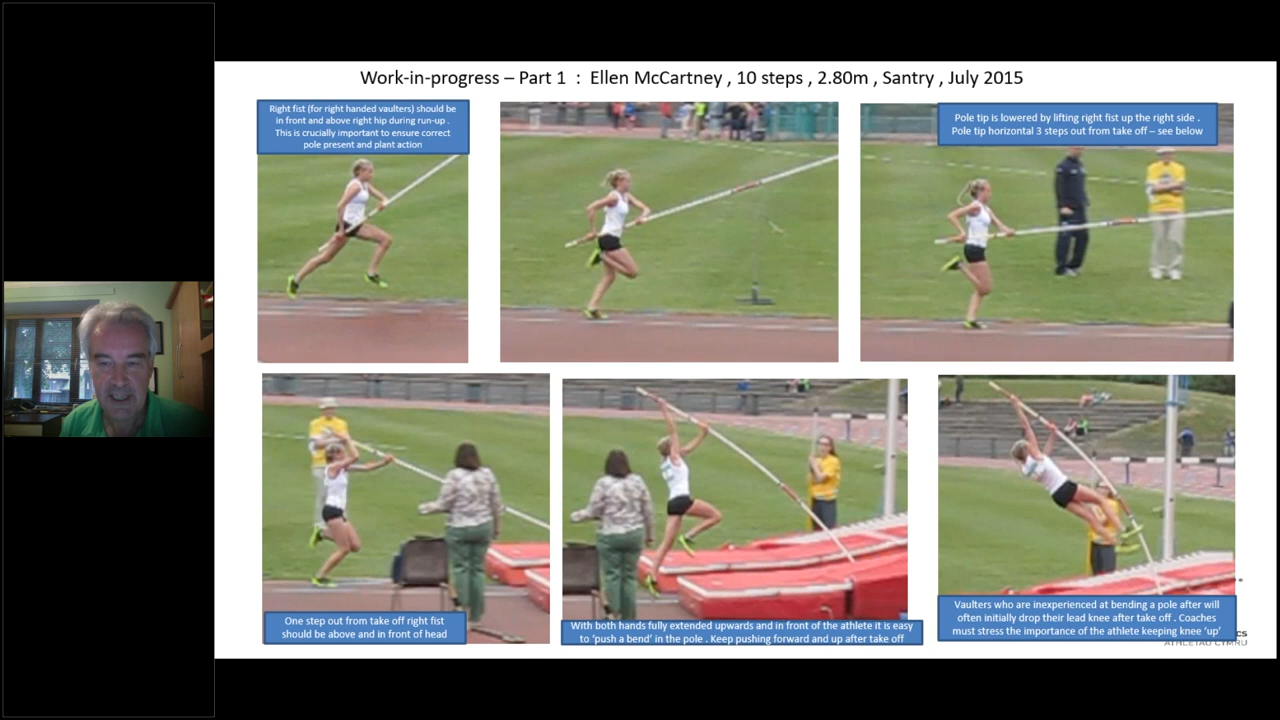 Work-in-progress – Part 1 : Ellen McCartney , 10 steps , 2.80m , Santry , July 2015
Right fist (for right handed vaulters) should be
in front and above right hip during run-up .
This is crucially important to ensure correct
pole present and plant action
Pole tip is lowered by lifting right fist up the right side .
Pole tip horizontal 3 steps out from take off – see below
One step out from take off right fist
should be above and in front of head
With both hands fully extended upwards and in front of the athlete it is easy
to ‘push a bend’ in the pole . Keep pushing forward and up after take off
Vaulters who are inexperienced at bending a pole after will
often initially drop their lead knee after take off . Coaches
must stress the importance of the athlete keeping knee ‘up’
CS
ATHLETAU CYMRU